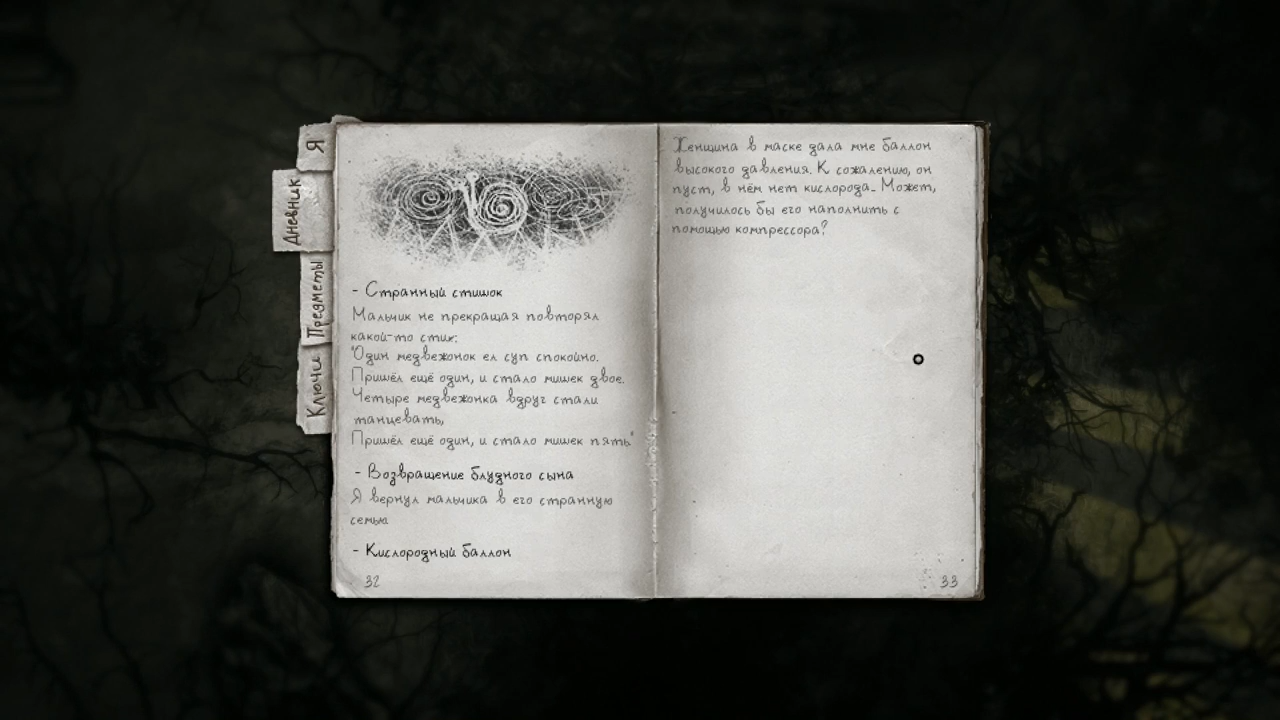 Я
Дневник
Предметы
Ключи
- Странный стишок
Мальчик не прекращая повторял
какой-то стих:
"Один медвежонок ел суп спокойно.
Пришёл ещё один, и стало мишек двое.
Четыре медвежонка вдруг стали
танцевать,
Пришёл ещё один, и стало мишек пять"
- Возвращение блудного сына
Я вернул мальчика в его странную
семью
- Кислородный баллон
32
Женщина в маске дала мне баллон
высокого давления. К сожалению, он
пуст, в нём нет кислорода. Может,
получилось бы его наполнить с
помощью компрессора?
33